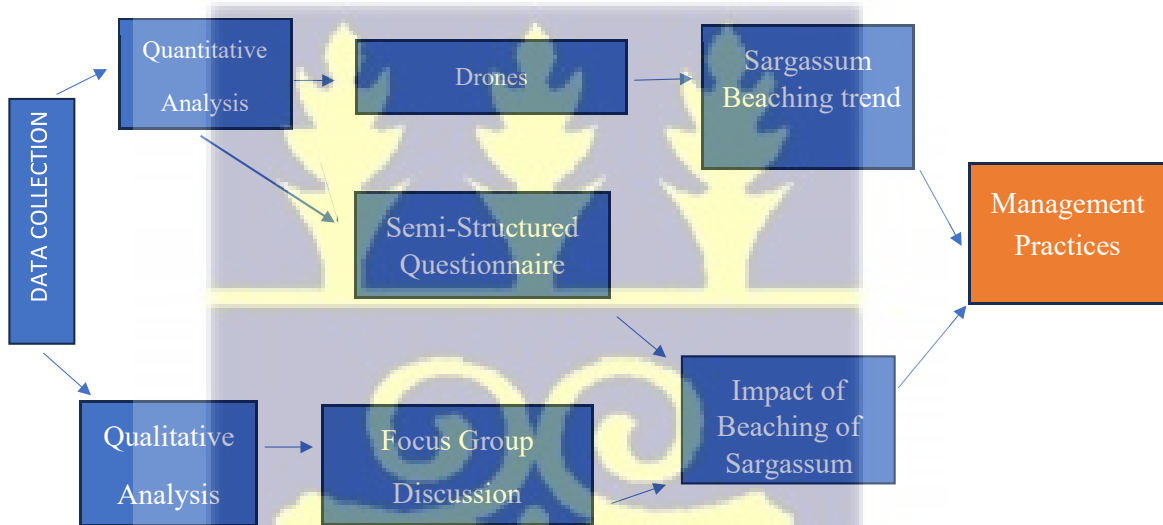 DATA COLLECTION
Quantitative
Analysis
Drones
Sargassum
Beaching trend
Semi-Structured
Questionnaire
Management
Practices
Qualitative
Analysis
Focus Group
Discussion
Impact of
Beaching of
Sargassum